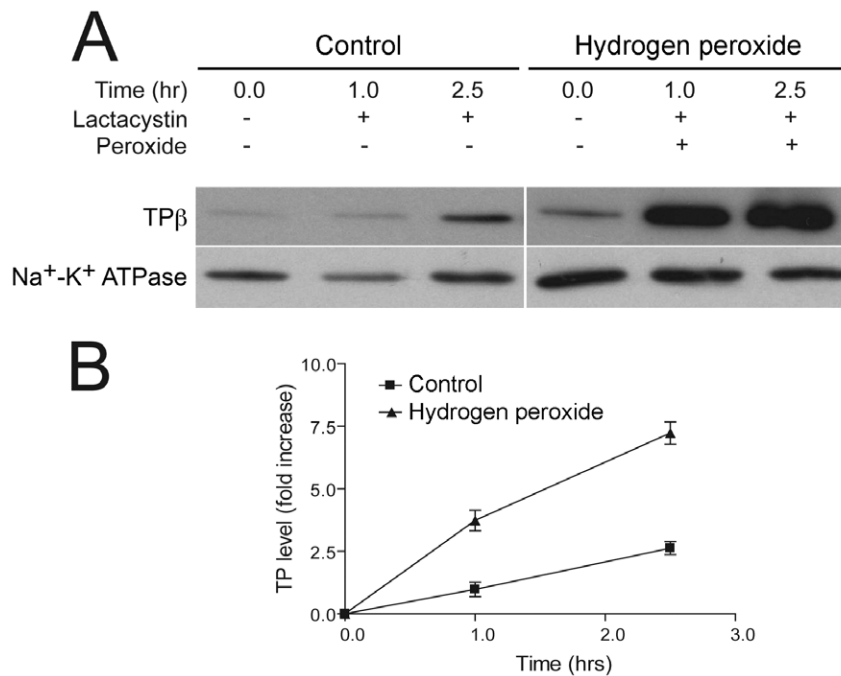 A
Control Hydrogen peroxide
Time (hr) 0.0 1.0 2.5 0.0 1.0 2.5
Lactacystin - + + - + +
Peroxide - - - - + +
TPβ
Na⁺-K⁺ ATPase
B
10.0
Control
Hydrogen peroxide
7.5
5.0
2.5
0.0
TP level (fold increase)
0.0 1.0 2.0 3.0
Time (hrs)